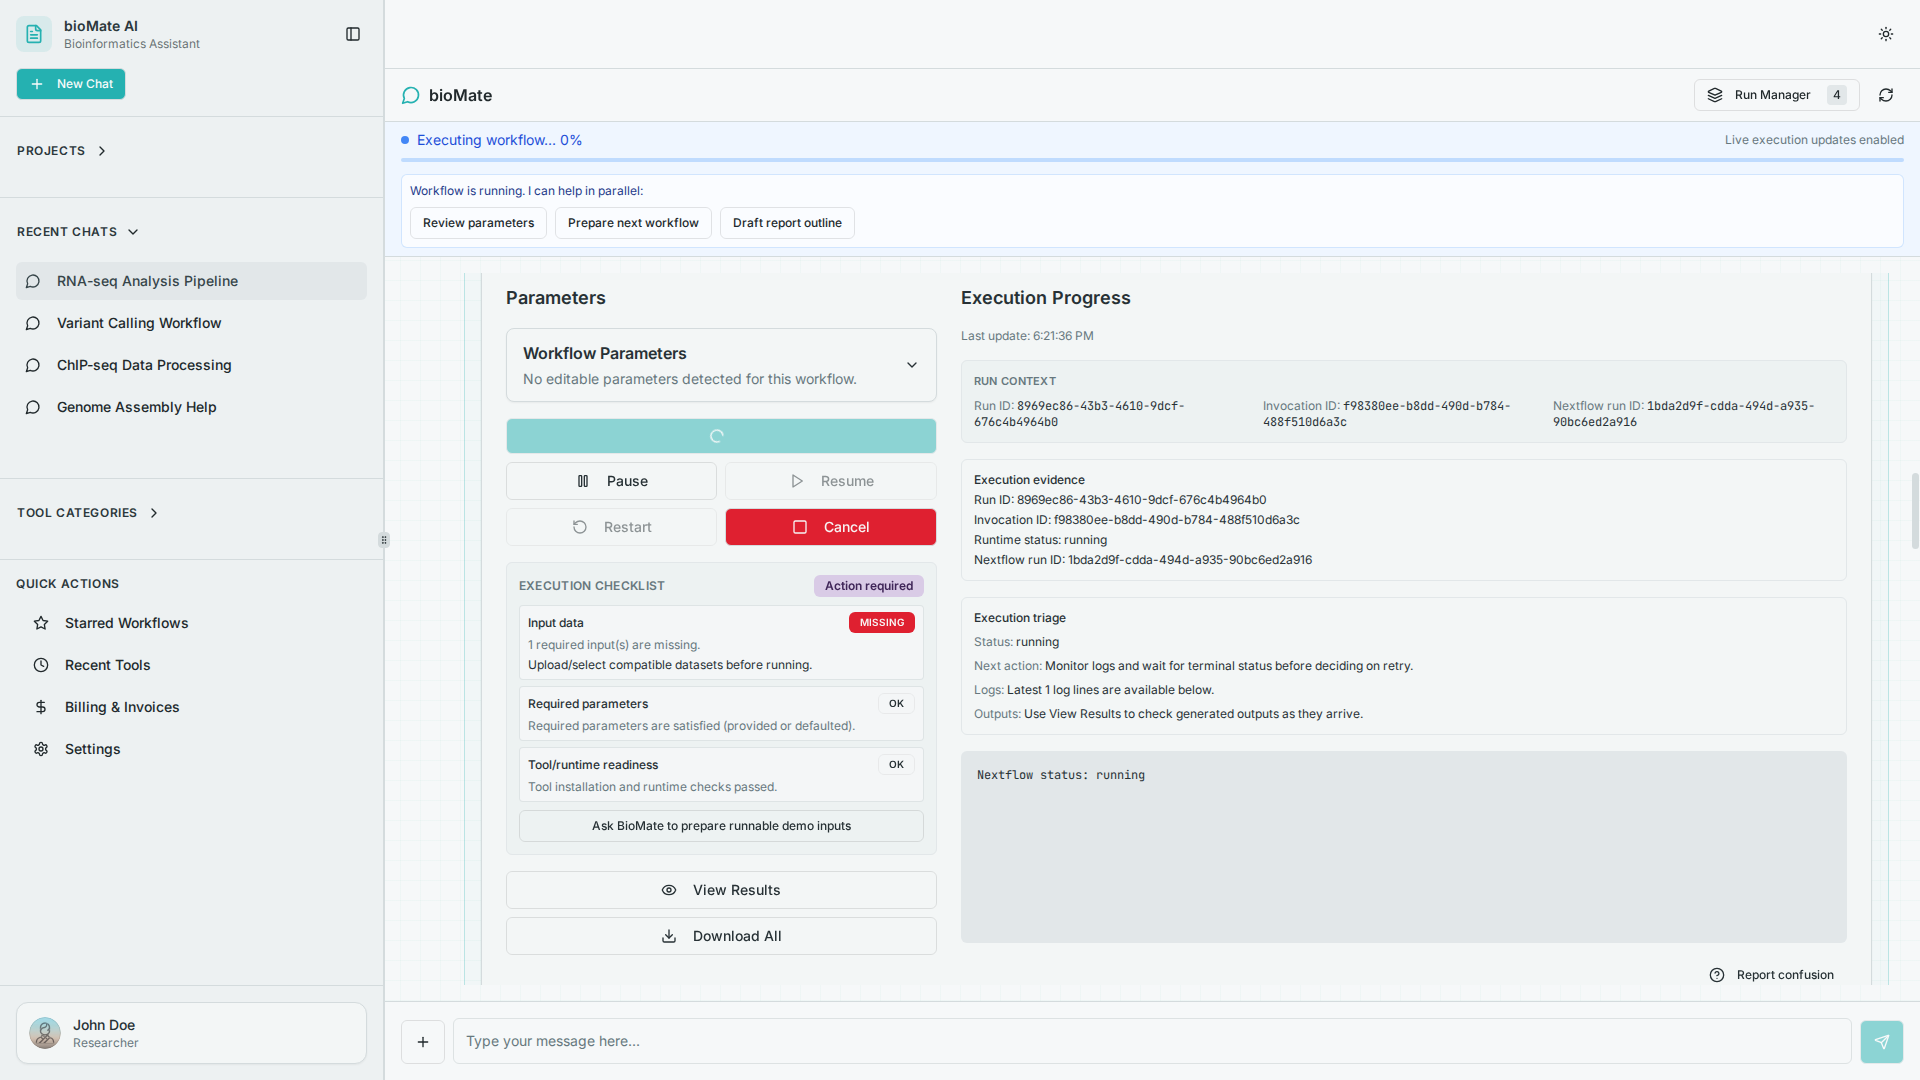 bioMate AI
Bioinformatics Assistant
New Chat
PROJECTS
RECENT CHATS
RNA-seq Analysis Pipeline
Variant Calling Workflow
ChIP-seq Data Processing
Genome Assembly Help
TOOL CATEGORIES
QUICK ACTIONS
Starred Workflows
Recent Tools
Billing & Invoices
Settings
John Doe
Researcher
bioMate
Run Manager 4
Executing workflow... 0%
Live execution updates enabled
Workflow is running. I can help in parallel:
Review parameters
Prepare next workflow
Draft report outline
Parameters
Workflow Parameters
No editable parameters detected for this workflow.
Pause
Resume
Restart
Cancel
EXECUTION CHECKLIST
Action required
Input data
MISSING
1 required input(s) are missing.
Upload/select compatible datasets before running.
Required parameters
OK
Required parameters are satisfied (provided or defaulted).
Tool/runtime readiness
OK
Tool installation and runtime checks passed.
Ask BioMate to prepare runnable demo inputs
View Results
Download All
Execution Progress
Last update: 6:21:36 PM
RUN CONTEXT
Run ID: 8969ec86-43b3-4610-9dcf-
676c4b4964b0
Invocation ID: f98380ee-b8dd-490d-b784-
488f510d6a3c
Nextflow run ID: 1bda2d9f-cdda-494d-a935-
90bc6ed2a916
Execution evidence
Run ID: 8969ec86-43b3-4610-9dcf-676c4b4964b0
Invocation ID: f98380ee-b8dd-490d-b784-488f510d6a3c
Runtime status: running
Nextflow run ID: 1bda2d9f-cdda-494d-a935-90bc6ed2a916
Execution triage
Status: running
Next action: Monitor logs and wait for terminal status before deciding on retry.
Logs: Latest 1 log lines are available below.
Outputs: Use View Results to check generated outputs as they arrive.
Nextflow status: running
Report confusion
Type your message here...